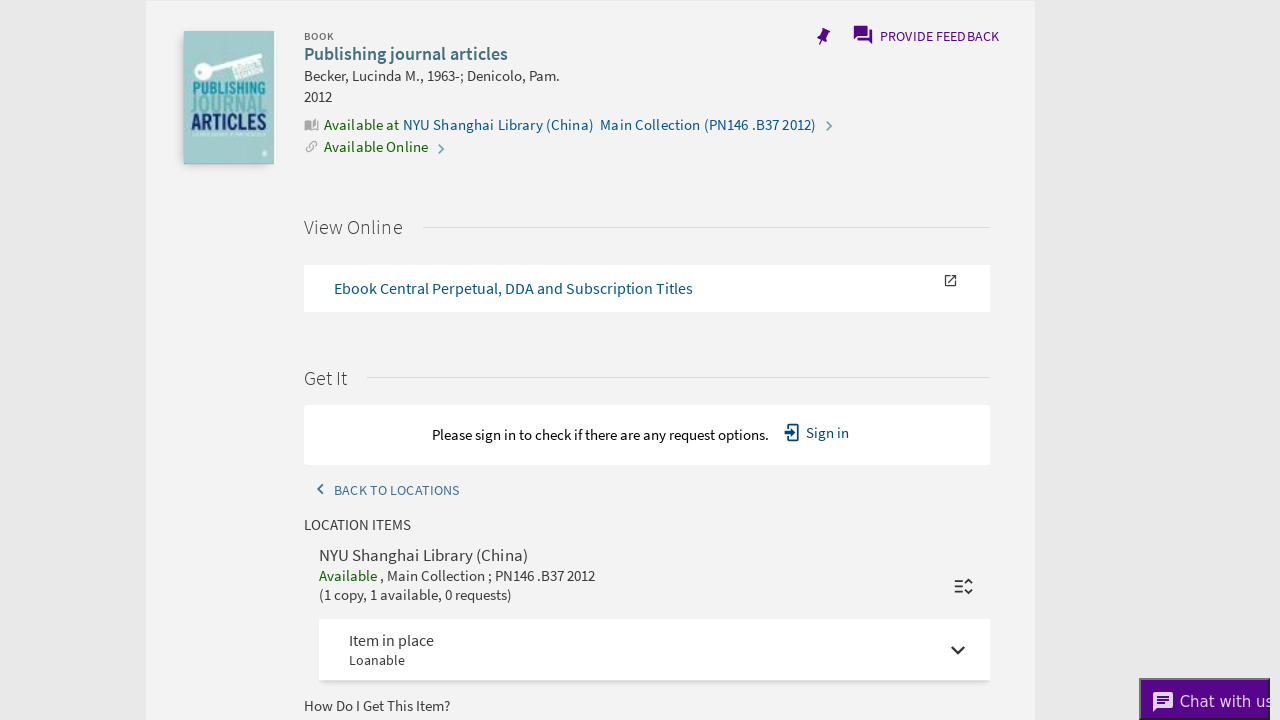 PUBLISHING
JOURNAL
ARTICLES
BOOK
PROVIDE FEEDBACK
Publishing journal articles
Becker, Lucinda M., 1963-; Denicolo, Pam.
2012
Available at NYU Shanghai Library (China) Main Collection (PN146 .B37 2012)
Available Online
View Online
Ebook Central Perpetual, DDA and Subscription Titles
Get It
Please sign in to check if there are any request options. Sign in
BACK TO LOCATIONS
LOCATION ITEMS
NYU Shanghai Library (China)
Available , Main Collection ; PN146 .B37 2012
(1 copy, 1 available, 0 requests)
Item in place
Loanable
How Do I Get This Item?
Chat with us